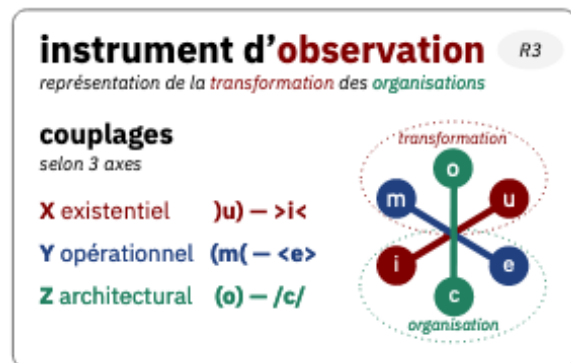 instrument d'observation R3
représentation de la transformation des organisations
couplages
selon 3 axes
X existentiel )u) — >i<
Y opérationnel (m( — <e>
Z architectural (o) — /c/
transformation
o
m u
i e
c
organisation